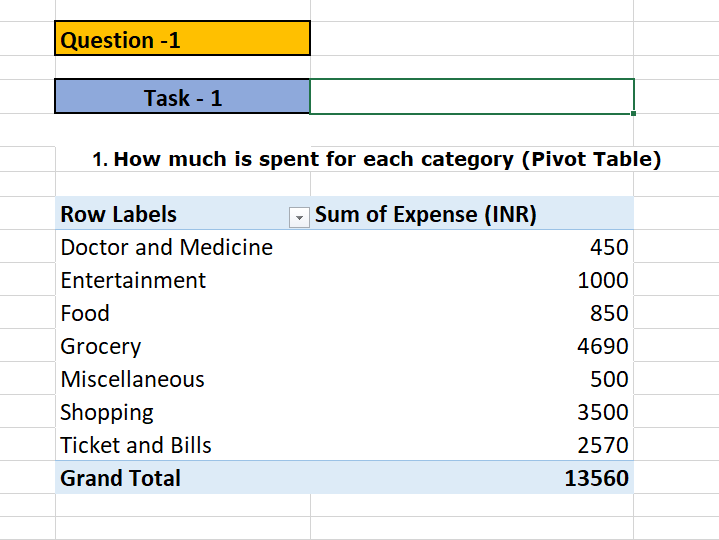 Question -1
Task - 1
1. How much is spent for each category (Pivot Table)
Row Labels Sum of Expense (INR)
Doctor and Medicine 450
Entertainment 1000
Food 850
Grocery 4690
Miscellaneous 500
Shopping 3500
Ticket and Bills 2570
Grand Total 13560